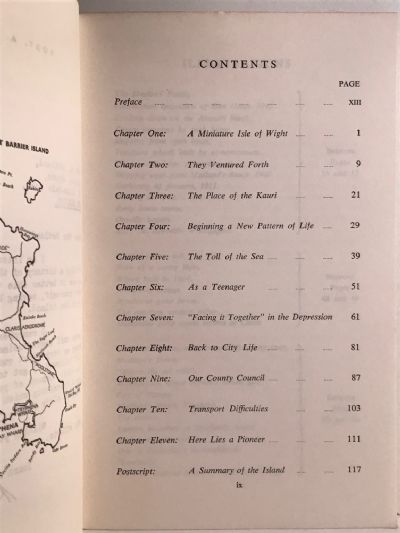 BARRIER ISLAND
CONTENTS
PAGE
Preface .... .... .... .... .... .... XIII
Chapter One: A Miniature Isle of Wight .... .... 1
Chapter Two: They Ventured Forth .... .... .... 9
Chapter Three: The Place of the Kauri .... .... 21
Chapter Four: Beginning a New Pattern of Life .... .... 29
Chapter Five: The Toll of the Sea .... .... .... 39
Chapter Six: As a Teenager .... .... .... 51
Chapter Seven: "Facing it Together" in the Depression 61
Chapter Eight: Back to City Life .... .... .... 81
Chapter Nine: Our County Council .... .... .... 87
Chapter Ten: Transport Difficulties .... .... 103
Chapter Eleven: Here Lies a Pioneer .... .... .... 111
Postscript: A Summary of the Island .... .... 117
ix